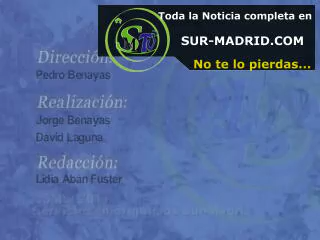 Toda la Noticia completa en
SUR-MADRID.COM
No te lo pierdas...
Dirección:
Pedro Benayas
Realización:
Jorge Benayas
David Laguna
Redacción:
Lidia Aban Fuster